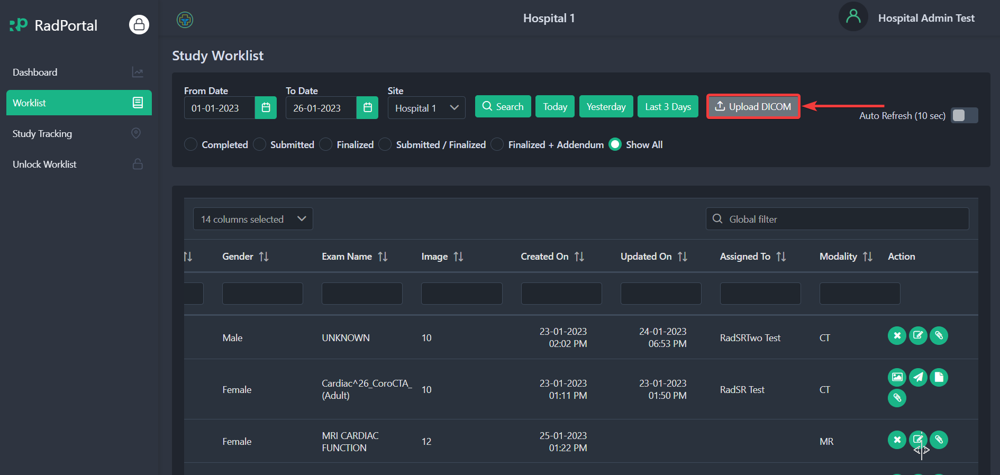 RadPortal
Hospital 1
Hospital Admin Test
Dashboard
Worklist
Study Tracking
Unlock Worklist
Study Worklist
From Date
To Date
Site
01-01-2023
26-01-2023
Hospital 1
Search
Today
Yesterday
Last 3 Days
Upload DICOM
Auto Refresh (10 sec)
Completed
Submitted
Finalized
Submitted / Finalized
Finalized + Addendum
Show All
14 columns selected
Global filter
Gender
Exam Name
Image
Created On
Updated On
Assigned To
Modality
Action
Male
UNKNOWN
10
23-01-2023
02:02 PM
24-01-2023
06:53 PM
RadSRTwo Test
CT
Female
Cardiac^26_CoroCTA_
(Adult)
10
23-01-2023
01:11 PM
23-01-2023
01:50 PM
RadSR Test
CT
Female
MRI CARDIAC
FUNCTION
12
25-01-2023
01:22 PM
MR